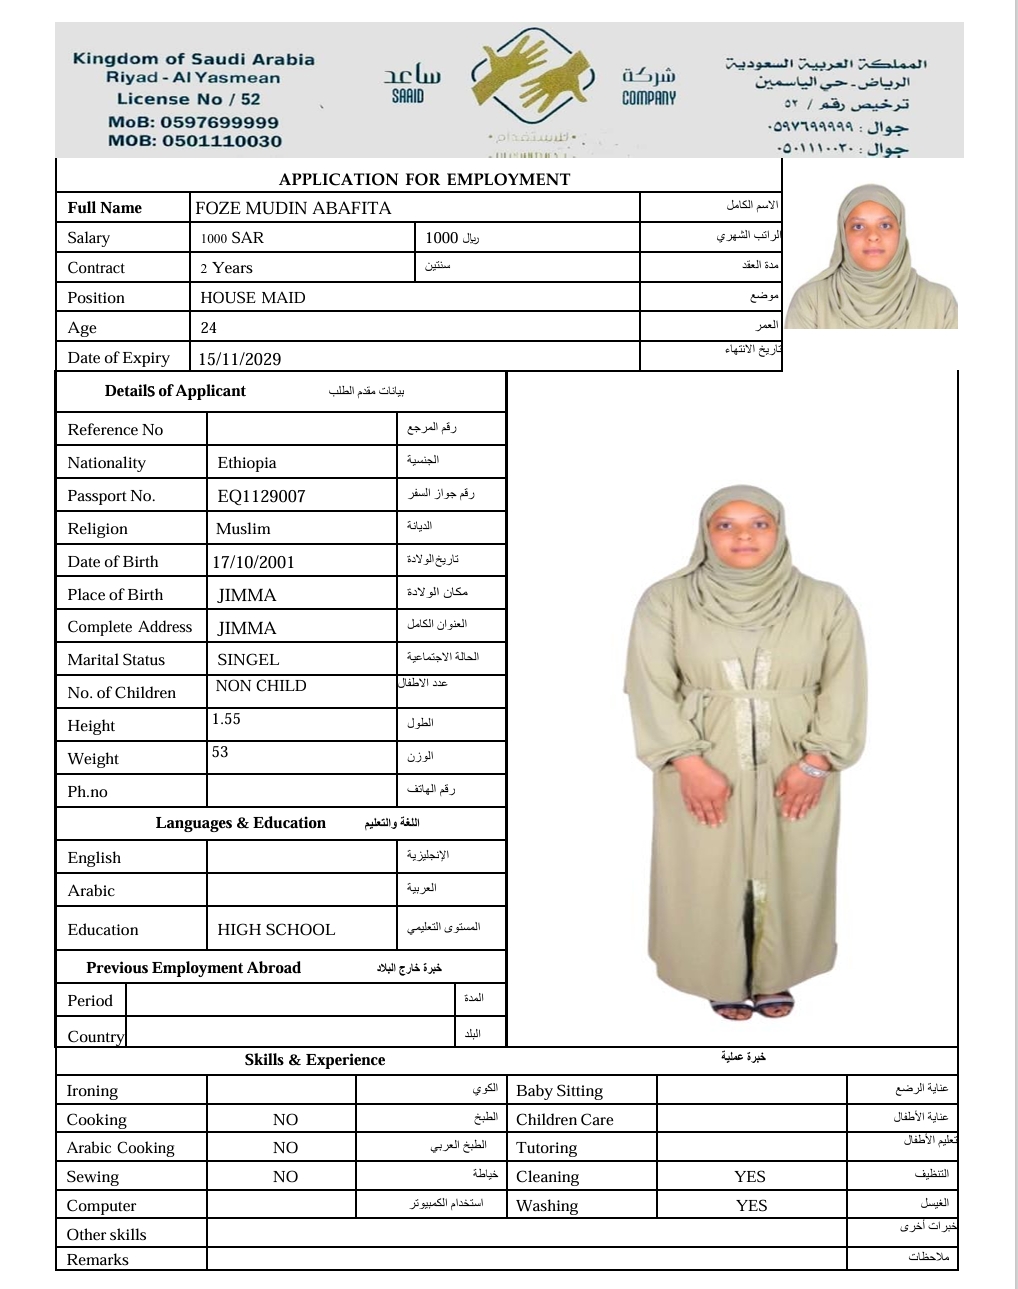 Kingdom of Saudi Arabia
Riyad - Al Yasmean
License No / 52
MoB: 0597699999
MOB: 0501110030
ساعد
SAAID
شركة
COMPANY
للاستقدام
المملكة العربية السعودية
الرياض - حي الياسمين
ترخيص رقم / ٥٢
جوال : ٠٥٩٧٦٩٩٩٩٩
جوال : ٠٥٠١١١٠٠٣٠
APPLICATION FOR EMPLOYMENT
Full Name FOZE MUDIN ABAFITA الاسم الكامل
Salary 1000 SAR 1000 ريال الراتب الشهري
Contract 2 Years سنتين مدة العقد
Position HOUSE MAID موضع
Age 24 العمر
Date of Expiry 15/11/2029 تاريخ الانتهاء
Details of Applicant بيانات مقدم الطلب
Reference No رقم المرجع
Nationality Ethiopia الجنسية
Passport No. EQ1129007 رقم جواز السفر
Religion Muslim الديانة
Date of Birth 17/10/2001 تاريخ الولادة
Place of Birth JIMMA مكان الولادة
Complete Address JIMMA العنوان الكامل
Marital Status SINGEL الحالة الاجتماعية
No. of Children NON CHILD عدد الاطفال
Height 1.55 الطول
Weight 53 الوزن
Ph.no رقم الهاتف
Languages & Education اللغة والتعليم
English الإنجليزية
Arabic العربية
Education HIGH SCHOOL المستوى التعليمي
Previous Employment Abroad خبرة خارج البلاد
Period المدة
Country البلد
Skills & Experience خبرة عملية
Ironing الكوي Baby Sitting عناية الرضع
Cooking NO الطبخ Children Care عناية الأطفال
Arabic Cooking NO الطبخ العربي Tutoring تعليم الأطفال
Sewing NO خياطة Cleaning YES التنظيف
Computer استخدام الكمبيوتر Washing YES الغيسل
Other skills خبرات أخرى
Remarks ملاحظات